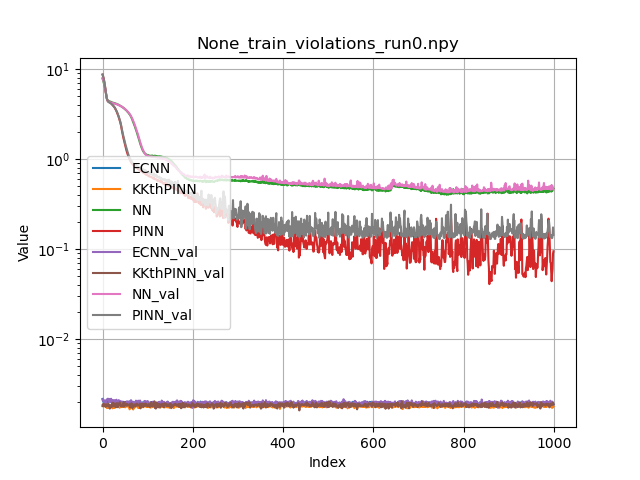 None_train_violations_run0.npy
Value
10^1
10^0
10^-1
10^-2
ECNN
KKthPINN
NN
PINN
ECNN_val
KKthPINN_val
NN_val
PINN_val
0 200 400 600 800 1000
Index